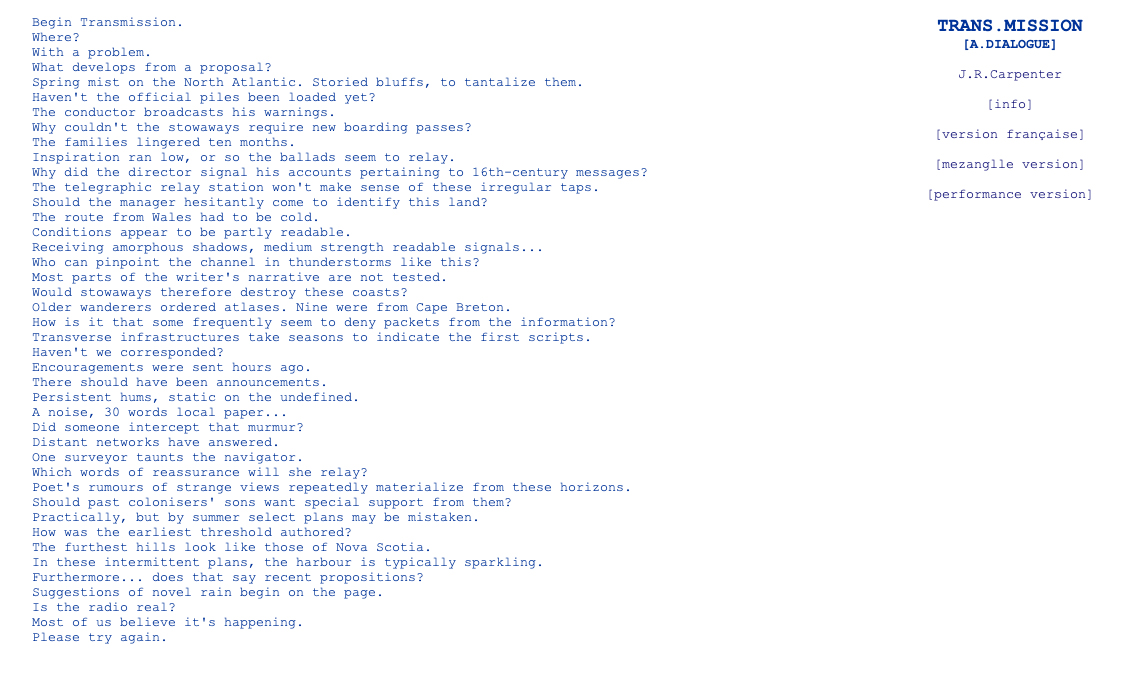 Begin Transmission.
Where?
With a problem.
What develops from a proposal?
Spring mist on the North Atlantic. Storied bluffs, to tantalize them.
Haven't the official piles been loaded yet?
The conductor broadcasts his warnings.
Why couldn't the stowaways require new boarding passes?
The families lingered ten months.
Inspiration ran low, or so the ballads seem to relay.
Why did the director signal his accounts pertaining to 16th-century messages?
The telegraphic relay station won't make sense of these irregular taps.
Should the manager hesitantly come to identify this land?
The route from Wales had to be cold.
Conditions appear to be partly readable.
Receiving amorphous shadows, medium strength readable signals...
Who can pinpoint the channel in thunderstorms like this?
Most parts of the writer's narrative are not tested.
Would stowaways therefore destroy these coasts?
Older wanderers ordered atlases. Nine were from Cape Breton.
How is it that some frequently seem to deny packets from the information?
Transverse infrastructures take seasons to indicate the first scripts.
Haven't we corresponded?
Encouragements were sent hours ago.
There should have been announcements.
Persistent hums, static on the undefined.
A noise, 30 words local paper...
Did someone intercept that murmur?
Distant networks have answered.
One surveyor taunts the navigator.
Which words of reassurance will she relay?
Poet's rumours of strange views repeatedly materialize from these horizons.
Should past colonisers' sons want special support from them?
Practically, but by summer select plans may be mistaken.
How was the earliest threshold authored?
The furthest hills look like those of Nova Scotia.
In these intermittent plans, the harbour is typically sparkling.
Furthermore... does that say recent propositions?
Suggestions of novel rain begin on the page.
Is the radio real?
Most of us believe it's happening.
Please try again.
TRANS.MISSION
[A.DIALOGUE]
J.R.Carpenter
[info]
[version française]
[mezanglle version]
[performance version]